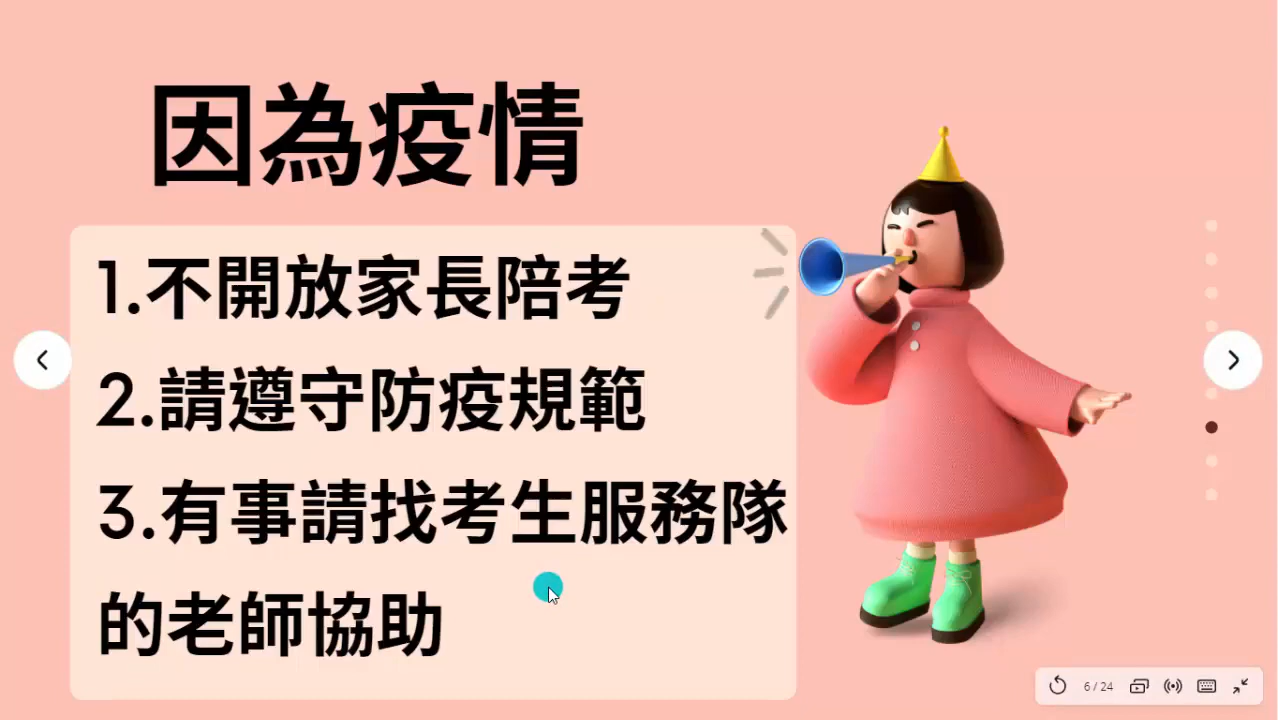 因為疫情
1.不開放家長陪考
2.請遵守防疫規範
3.有事請找考生服務隊
的老師協助
6 / 24